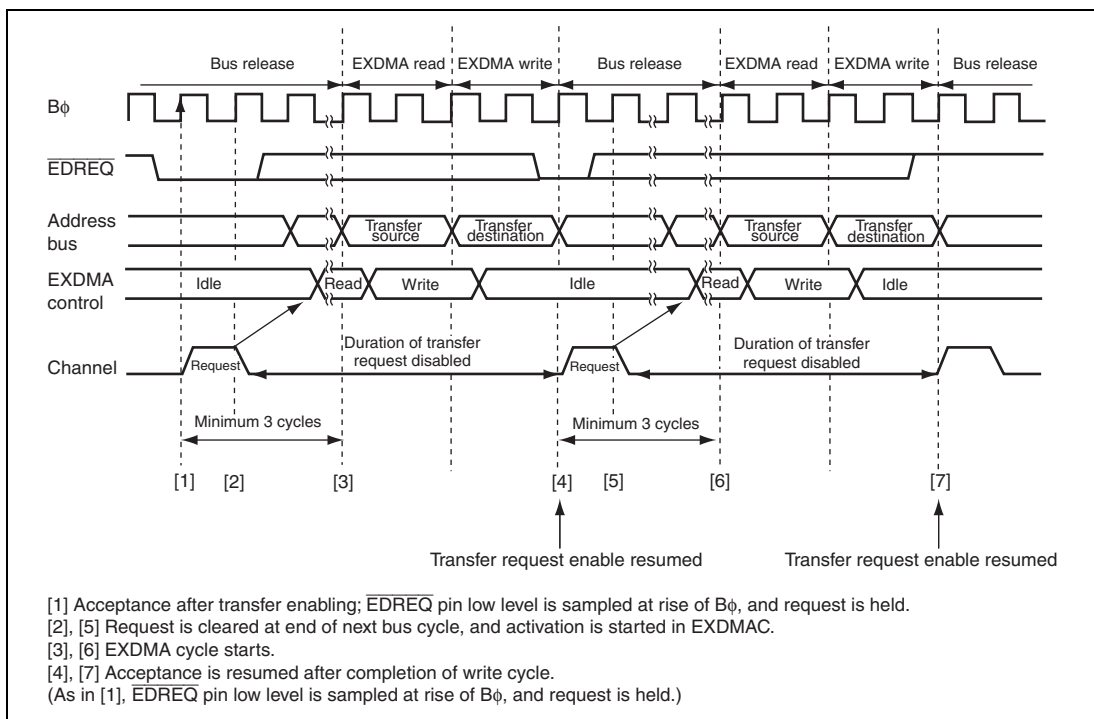 Bus release EXDMA read EXDMA write Bus release EXDMA read EXDMA write Bus release
Bϕ
EDREQ
Address bus
Transfer source
Transfer destination
Transfer source
Transfer destination
EXDMA control
Idle Read Write Idle Read Write Idle
Channel
Request
Duration of transfer request disabled
Request
Duration of transfer request disabled
Minimum 3 cycles Minimum 3 cycles
[1] [2] [3] [4] [5] [6] [7]
Transfer request enable resumed Transfer request enable resumed
[1] Acceptance after transfer enabling; EDREQ pin low level is sampled at rise of Bϕ, and request is held.
[2], [5] Request is cleared at end of next bus cycle, and activation is started in EXDMAC.
[3], [6] EXDMA cycle starts.
[4], [7] Acceptance is resumed after completion of write cycle.
(As in [1], EDREQ pin low level is sampled at rise of Bϕ, and request is held.)